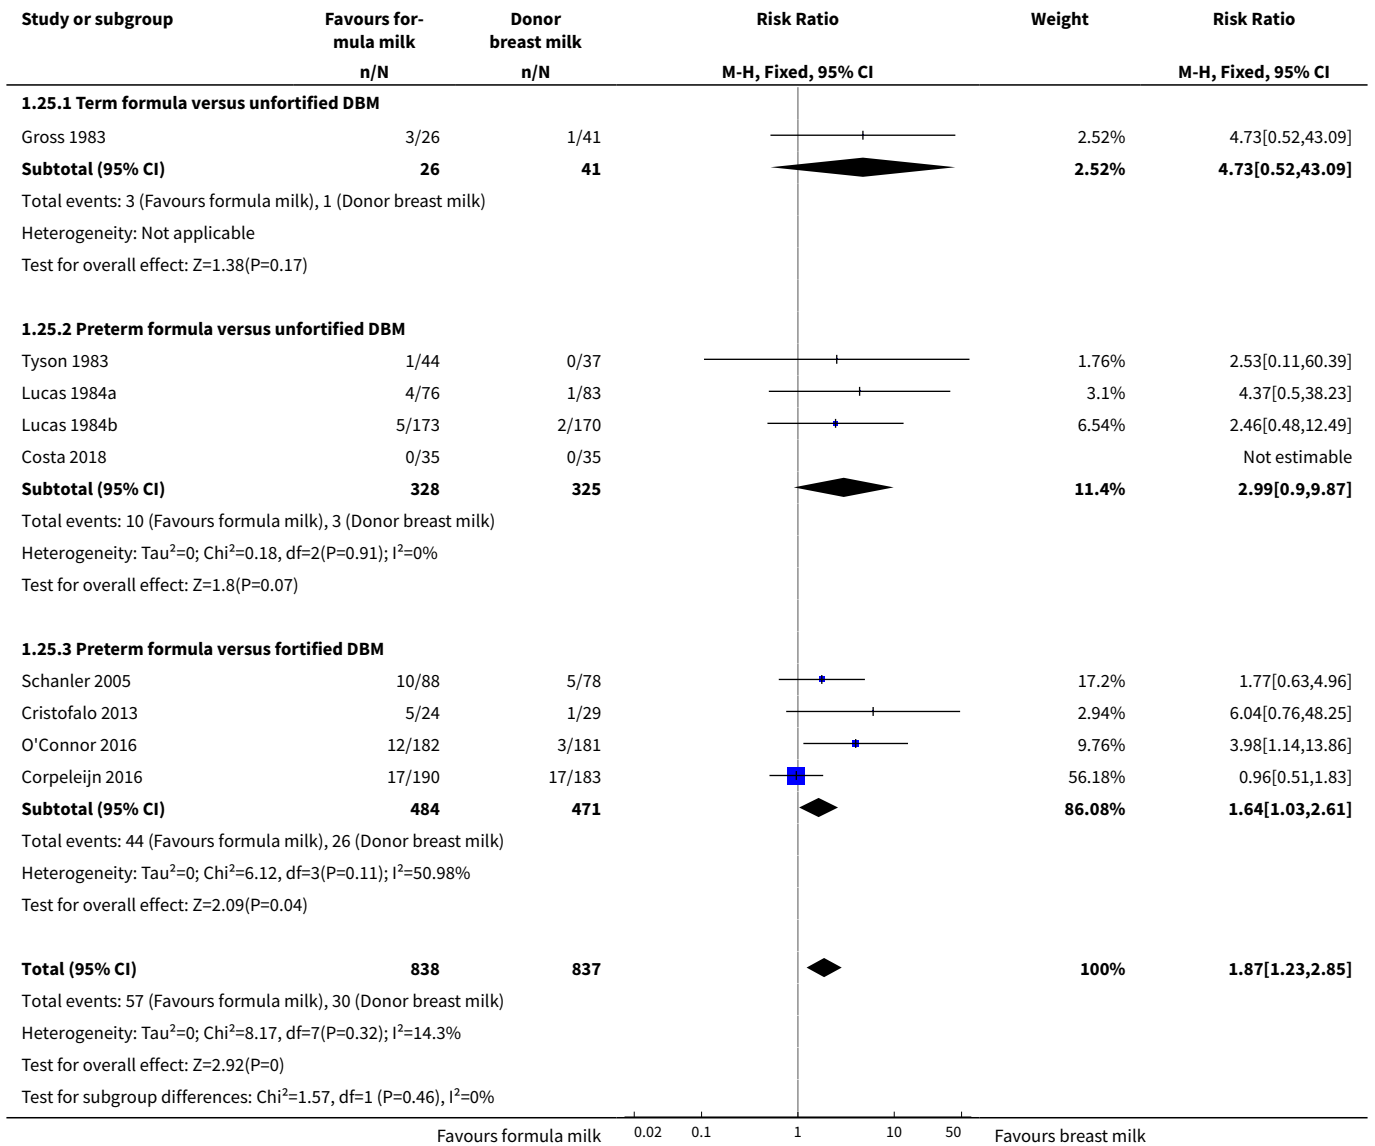 Study or subgroup Favours for- Donor Risk Ratio Weight Risk Ratio
mula milk breast milk
n/N n/N M-H, Fixed, 95% CI M-H, Fixed, 95% CI
1.25.1 Term formula versus unfortified DBM
Gross 1983 3/26 1/41 2.52% 4.73[0.52,43.09]
Subtotal (95% CI) 26 41 2.52% 4.73[0.52,43.09]
Total events: 3 (Favours formula milk), 1 (Donor breast milk)
Heterogeneity: Not applicable
Test for overall effect: Z=1.38(P=0.17)
1.25.2 Preterm formula versus unfortified DBM
Tyson 1983 1/44 0/37 1.76% 2.53[0.11,60.39]
Lucas 1984a 4/76 1/83 3.1% 4.37[0.5,38.23]
Lucas 1984b 5/173 2/170 6.54% 2.46[0.48,12.49]
Costa 2018 0/35 0/35 Not estimable
Subtotal (95% CI) 328 325 11.4% 2.99[0.9,9.87]
Total events: 10 (Favours formula milk), 3 (Donor breast milk)
Heterogeneity: Tau²=0; Chi²=0.18, df=2(P=0.91); I²=0%
Test for overall effect: Z=1.8(P=0.07)
1.25.3 Preterm formula versus fortified DBM
Schanler 2005 10/88 5/78 17.2% 1.77[0.63,4.96]
Cristofalo 2013 5/24 1/29 2.94% 6.04[0.76,48.25]
O'Connor 2016 12/182 3/181 9.76% 3.98[1.14,13.86]
Corpeleijn 2016 17/190 17/183 56.18% 0.96[0.51,1.83]
Subtotal (95% CI) 484 471 86.08% 1.64[1.03,2.61]
Total events: 44 (Favours formula milk), 26 (Donor breast milk)
Heterogeneity: Tau²=0; Chi²=6.12, df=3(P=0.11); I²=50.98%
Test for overall effect: Z=2.09(P=0.04)
Total (95% CI) 838 837 100% 1.87[1.23,2.85]
Total events: 57 (Favours formula milk), 30 (Donor breast milk)
Heterogeneity: Tau²=0; Chi²=8.17, df=7(P=0.32); I²=14.3%
Test for overall effect: Z=2.92(P=0)
Test for subgroup differences: Chi²=1.57, df=1 (P=0.46), I²=0%
Favours formula milk 0.02 0.1 1 10 50 Favours breast milk